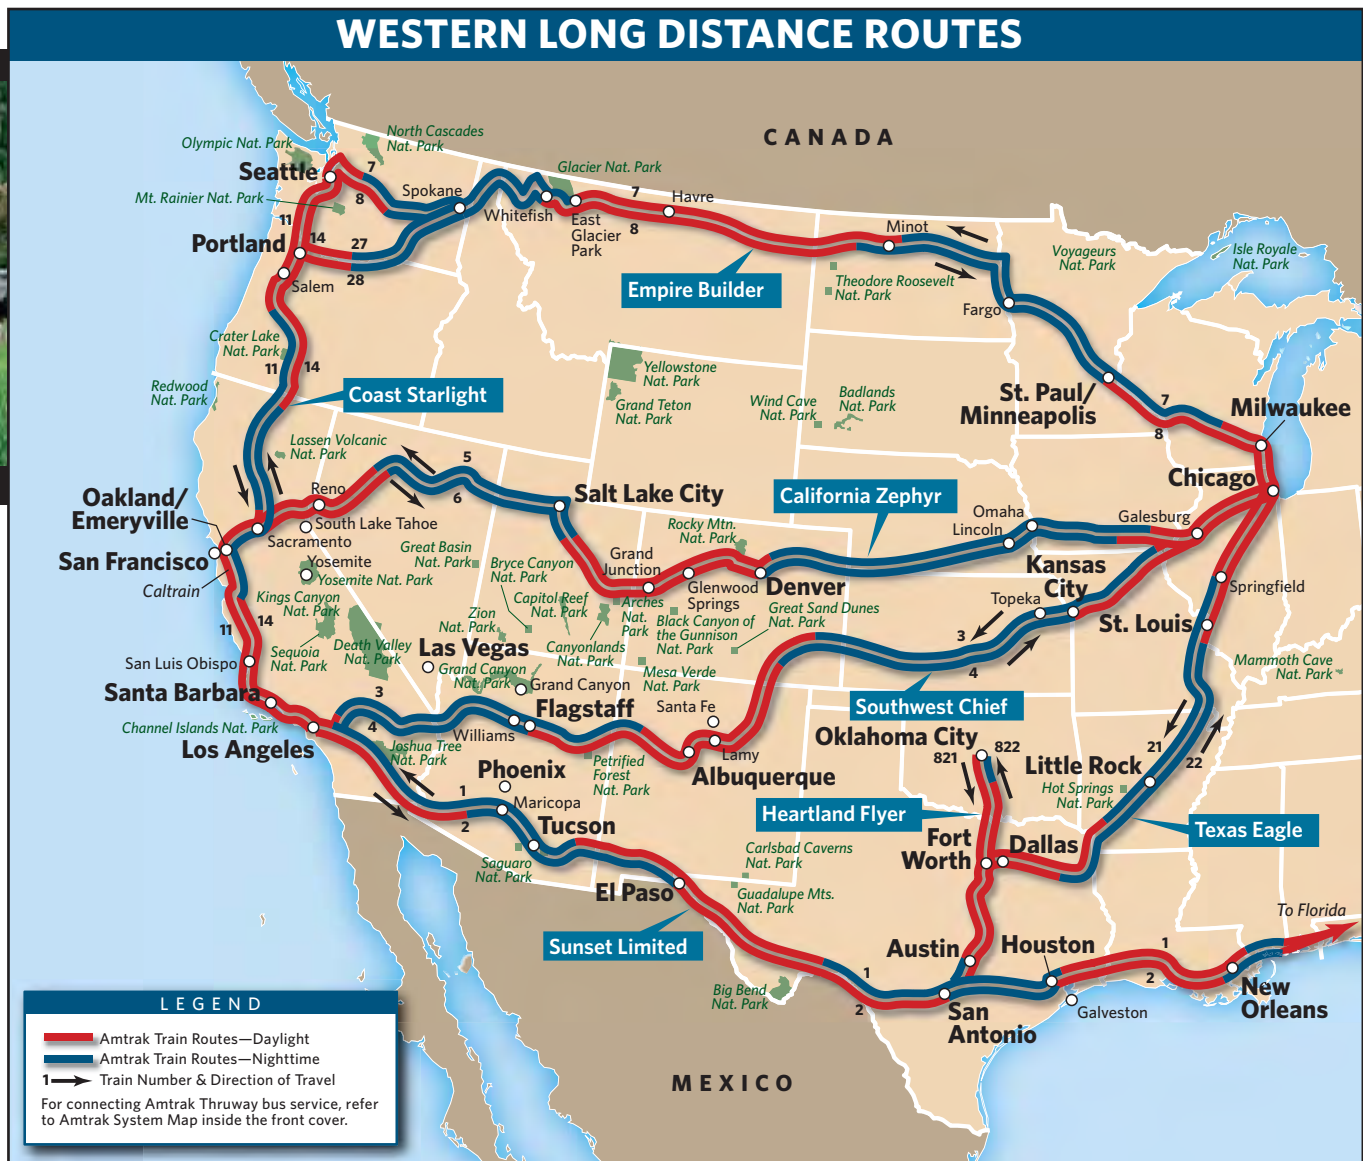 WESTERN LONG DISTANCE ROUTES
CANADA
Olympic Nat. Park
North Cascades
Nat. Park
Seattle
7
8
Mt. Rainier Nat. Park
Spokane
Glacier Nat. Park
Whitefish
East
Glacier
Park
7
8
Havre
Minot
11
Portland
14
27
28
Salem
Empire Builder
Theodore Roosevelt
Nat. Park
Voyageurs
Nat. Park
Isle Royale
Nat. Park
Fargo
Crater Lake
Nat. Park
11
14
Redwood
Nat. Park
Coast Starlight
Yellowstone
Nat. Park
Grand Teton
Nat. Park
Wind Cave
Nat. Park
Badlands
Nat. Park
St. Paul/
Minneapolis
7
8
Milwaukee
Chicago
Lassen Volcanic
Nat. Park
5
6
Oakland/
Emeryville
Reno
South Lake Tahoe
Sacramento
San Francisco
Caltrain
Salt Lake City
California Zephyr
Rocky Mtn.
Nat. Park
Omaha
Lincoln
Galesburg
Yosemite
Yosemite Nat. Park
Great Basin
Nat. Park
Bryce Canyon
Nat. Park
Grand
Junction
Glenwood
Springs
Denver
Kansas
City
Topeka
Springfield
Kings Canyon
Nat. Park
Capitol Reef
Nat. Park
Arches
Nat.
Park
Black Canyon of
the Gunnison
Nat. Park
Great Sand Dunes
Nat. Park
Zion
Nat. Park
Canyonlands
Nat. Park
St. Louis
11
14
Sequoia
Nat. Park
Death Valley
Nat. Park
Las Vegas
Grand Canyon
Nat. Park
Grand Canyon
Mesa Verde
Nat. Park
3
4
Mammoth Cave
Nat. Park
San Luis Obispo
Santa Barbara
3
4
Flagstaff
Williams
Santa Fe
Lamy
Albuquerque
Southwest Chief
Channel Islands Nat. Park
Los Angeles
Joshua Tree
Nat. Park
Petrified
Forest
Nat. Park
Oklahoma City
821
822
21
22
Little Rock
Hot Springs
Nat. Park
Phoenix
1
2
Maricopa
Tucson
Saguaro
Nat. Park
Heartland Flyer
Texas Eagle
Fort
Worth
Dallas
Carlsbad Caverns
Nat. Park
Guadalupe Mts.
Nat. Park
El Paso
Sunset Limited
To Florida
Austin
Houston
1
2
Big Bend
Nat. Park
1
2
San
Antonio
Galveston
New
Orleans
MEXICO
LEGEND
Amtrak Train Routes—Daylight
Amtrak Train Routes—Nighttime
1 Train Number & Direction of Travel
For connecting Amtrak Thruway bus service, refer
to Amtrak System Map inside the front cover.